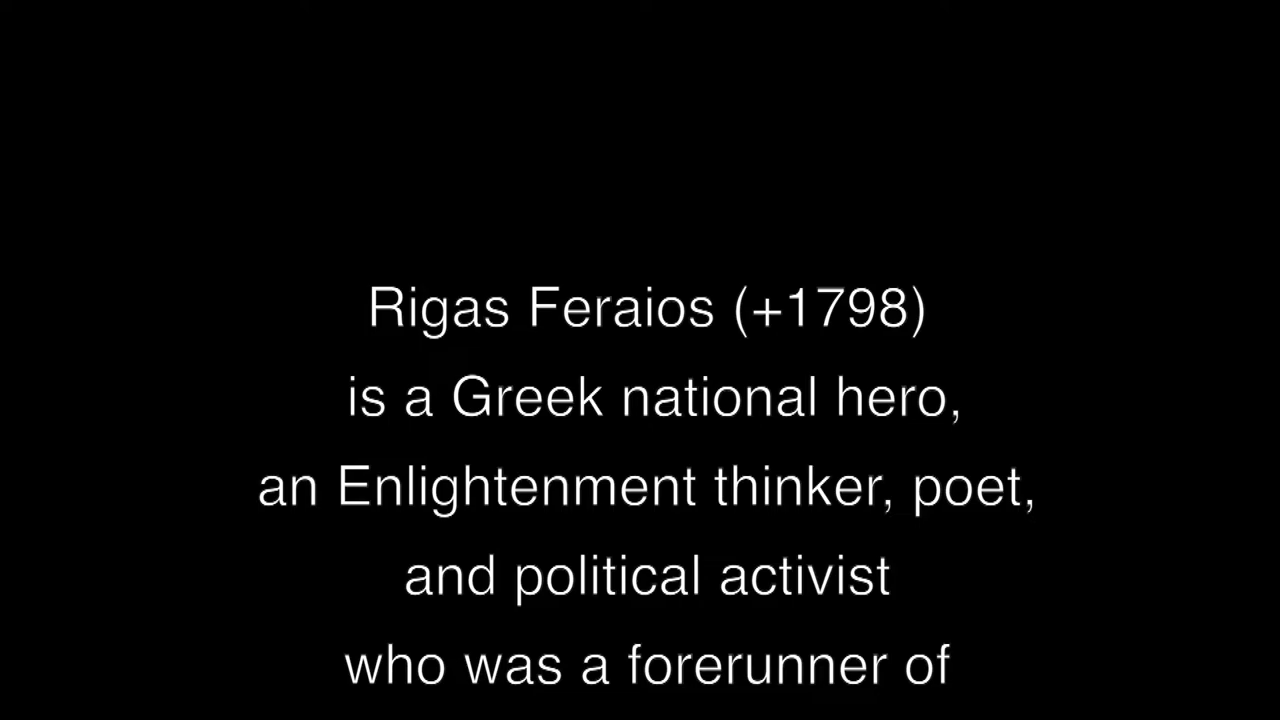 Rigas Feraios (+1798)
is a Greek national hero,
an Enlightenment thinker, poet,
and political activist
who was a forerunner of